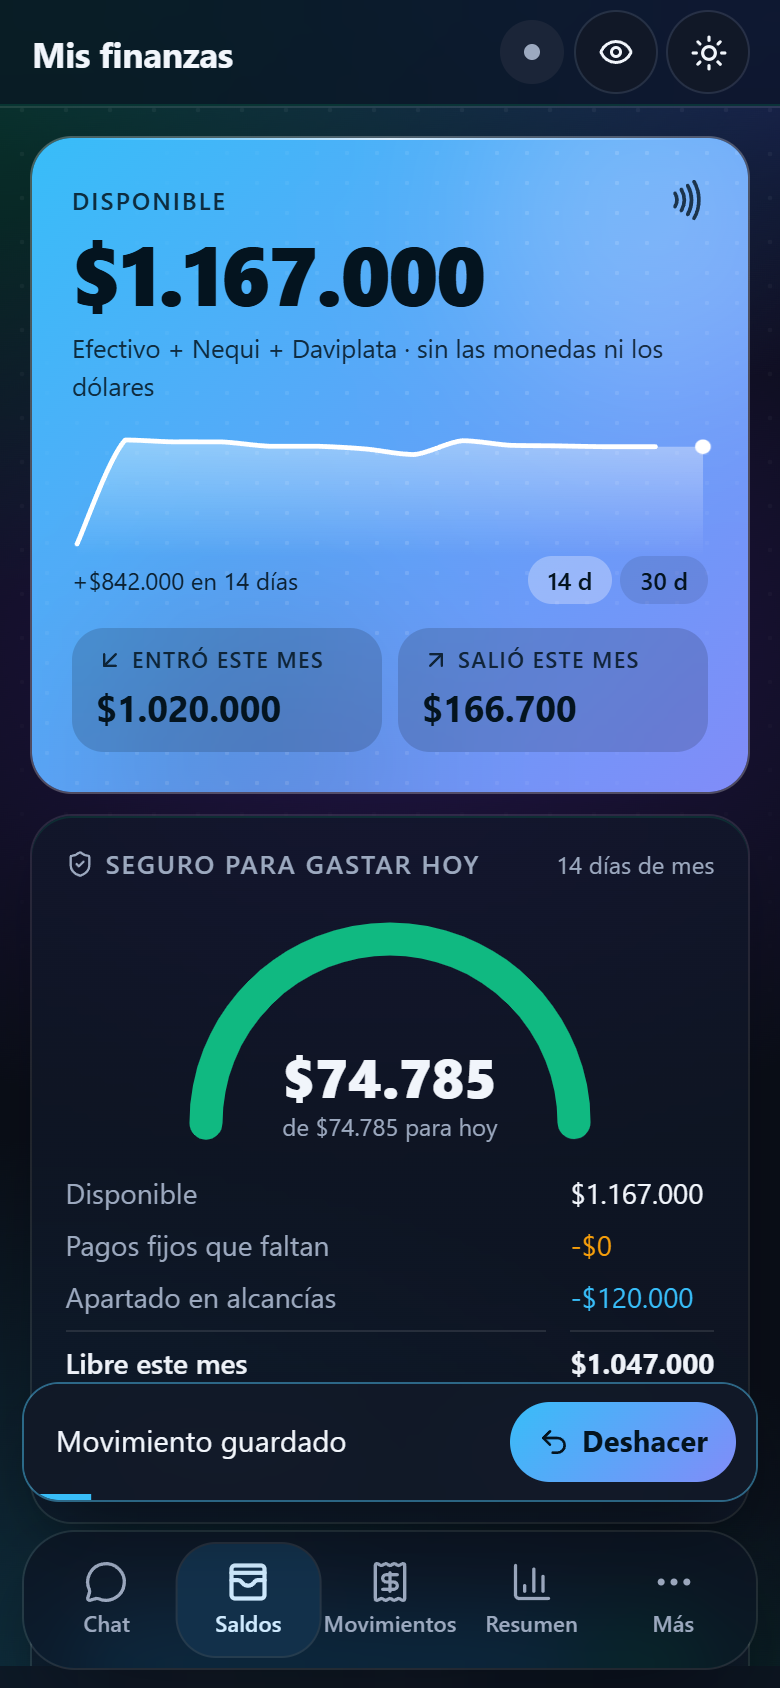 Mis finanzas
DISPONIBLE
$1.167.000
Efectivo + Nequi + Daviplata · sin las monedas ni los
dólares
+$842.000 en 14 días
14 d
30 d
ENTRÓ ESTE MES
$1.020.000
SALIÓ ESTE MES
$166.700
SEGURO PARA GASTAR HOY
14 días de mes
$74.785
de $74.785 para hoy
Disponible
$1.167.000
Pagos fijos que faltan
-$0
Apartado en alcancías
-$120.000
Libre este mes
$1.047.000
Movimiento guardado
Deshacer
Chat
Saldos
Movimientos
Resumen
Más